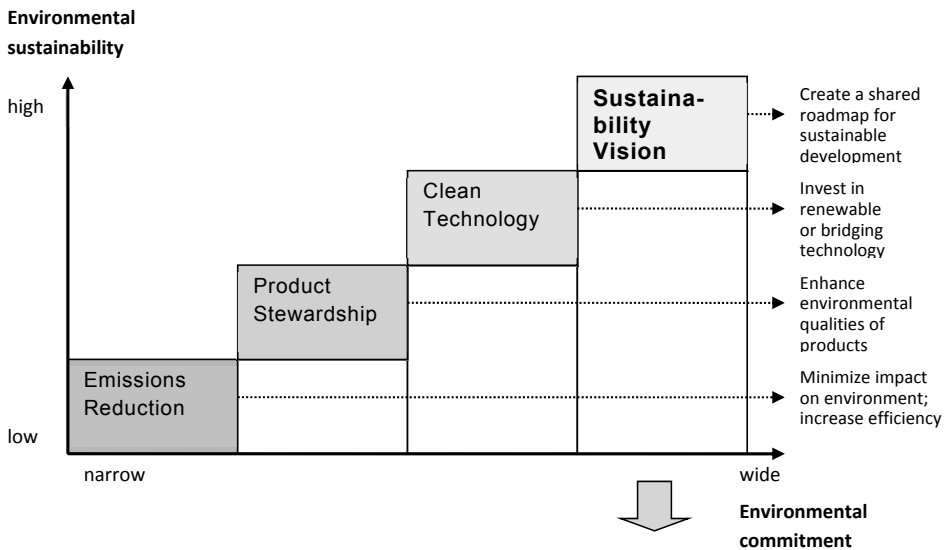 Environmental
sustainability
high
Sustaina-
bility
Vision
Create a shared
roadmap for
sustainable
development
Clean
Technology
Invest in
renewable
or bridging
technology
Product
Stewardship
Enhance
environmental
qualities of
products
Emissions
Reduction
Minimize impact
on environment;
increase efficiency
low
narrow
wide
Environmental
commitment